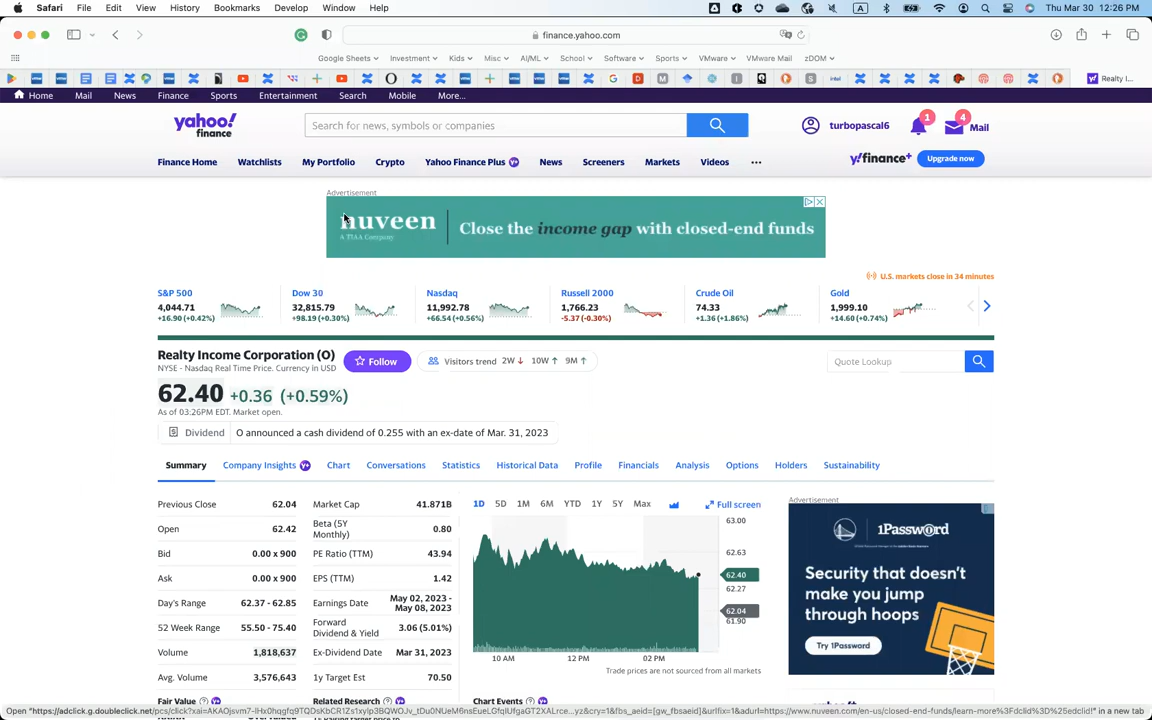 Safari File Edit View History Bookmarks Develop Window Help Thu Mar 30 12:26 PM
finance.yahoo.com
Google Sheets Investment Kids Misc AI/ML School Software Sports VMware VMware Mail zDOM
Realty I...
Home Mail News Finance Sports Entertainment Search Mobile More...
yahoo!
finance
Search for news, symbols or companies
turbopascal6
1
4
Mail
Finance Home Watchlists My Portfolio Crypto Yahoo Finance Plus News Screeners Markets Videos ...
y!finance+ Upgrade now
Advertisement
nuveen
A TIAA Company
Close the income gap with closed-end funds
U.S. markets close in 34 minutes
S&P 500 Dow 30 Nasdaq Russell 2000 Crude Oil Gold
4,044.71 32,815.79 11,992.78 1,766.23 74.33 1,999.10
+16.90 (+0.42%) +98.19 (+0.30%) +66.54 (+0.56%) -5.37 (-0.30%) +1.36 (+1.86%) +14.60 (+0.74%)
Realty Income Corporation (O)
NYSE - Nasdaq Real Time Price. Currency in USD
Follow
Visitors trend 2W ↓ 10W ↑ 9M ↑
Quote Lookup
62.40 +0.36 (+0.59%)
As of 03:26PM EDT. Market open.
Dividend O announced a cash dividend of 0.255 with an ex-date of Mar. 31, 2023
Summary Company Insights Chart Conversations Statistics Historical Data Profile Financials Analysis Options Holders Sustainability
Previous Close 62.04
Open 62.42
Bid 0.00 x 900
Ask 0.00 x 900
Day's Range 62.37 - 62.85
52 Week Range 55.50 - 75.40
Volume 1,818,637
Avg. Volume 3,576,643
Market Cap 41.871B
Beta (5Y
Monthly) 0.80
PE Ratio (TTM) 43.94
EPS (TTM) 1.42
Earnings Date May 02, 2023 -
May 08, 2023
Forward
Dividend & Yield 3.06 (5.01%)
Ex-Dividend Date Mar 31, 2023
1y Target Est 70.50
1D 5D 1M 6M YTD 1Y 5Y Max Full screen
63.00
62.63
62.40
62.27
62.04
61.90
10 AM 12 PM 02 PM
Trade prices are not sourced from all markets
Advertisement
1Password
Security that doesn't
make you jump
through hoops
Try 1Password
Fair Value
Related Research
Chart Events